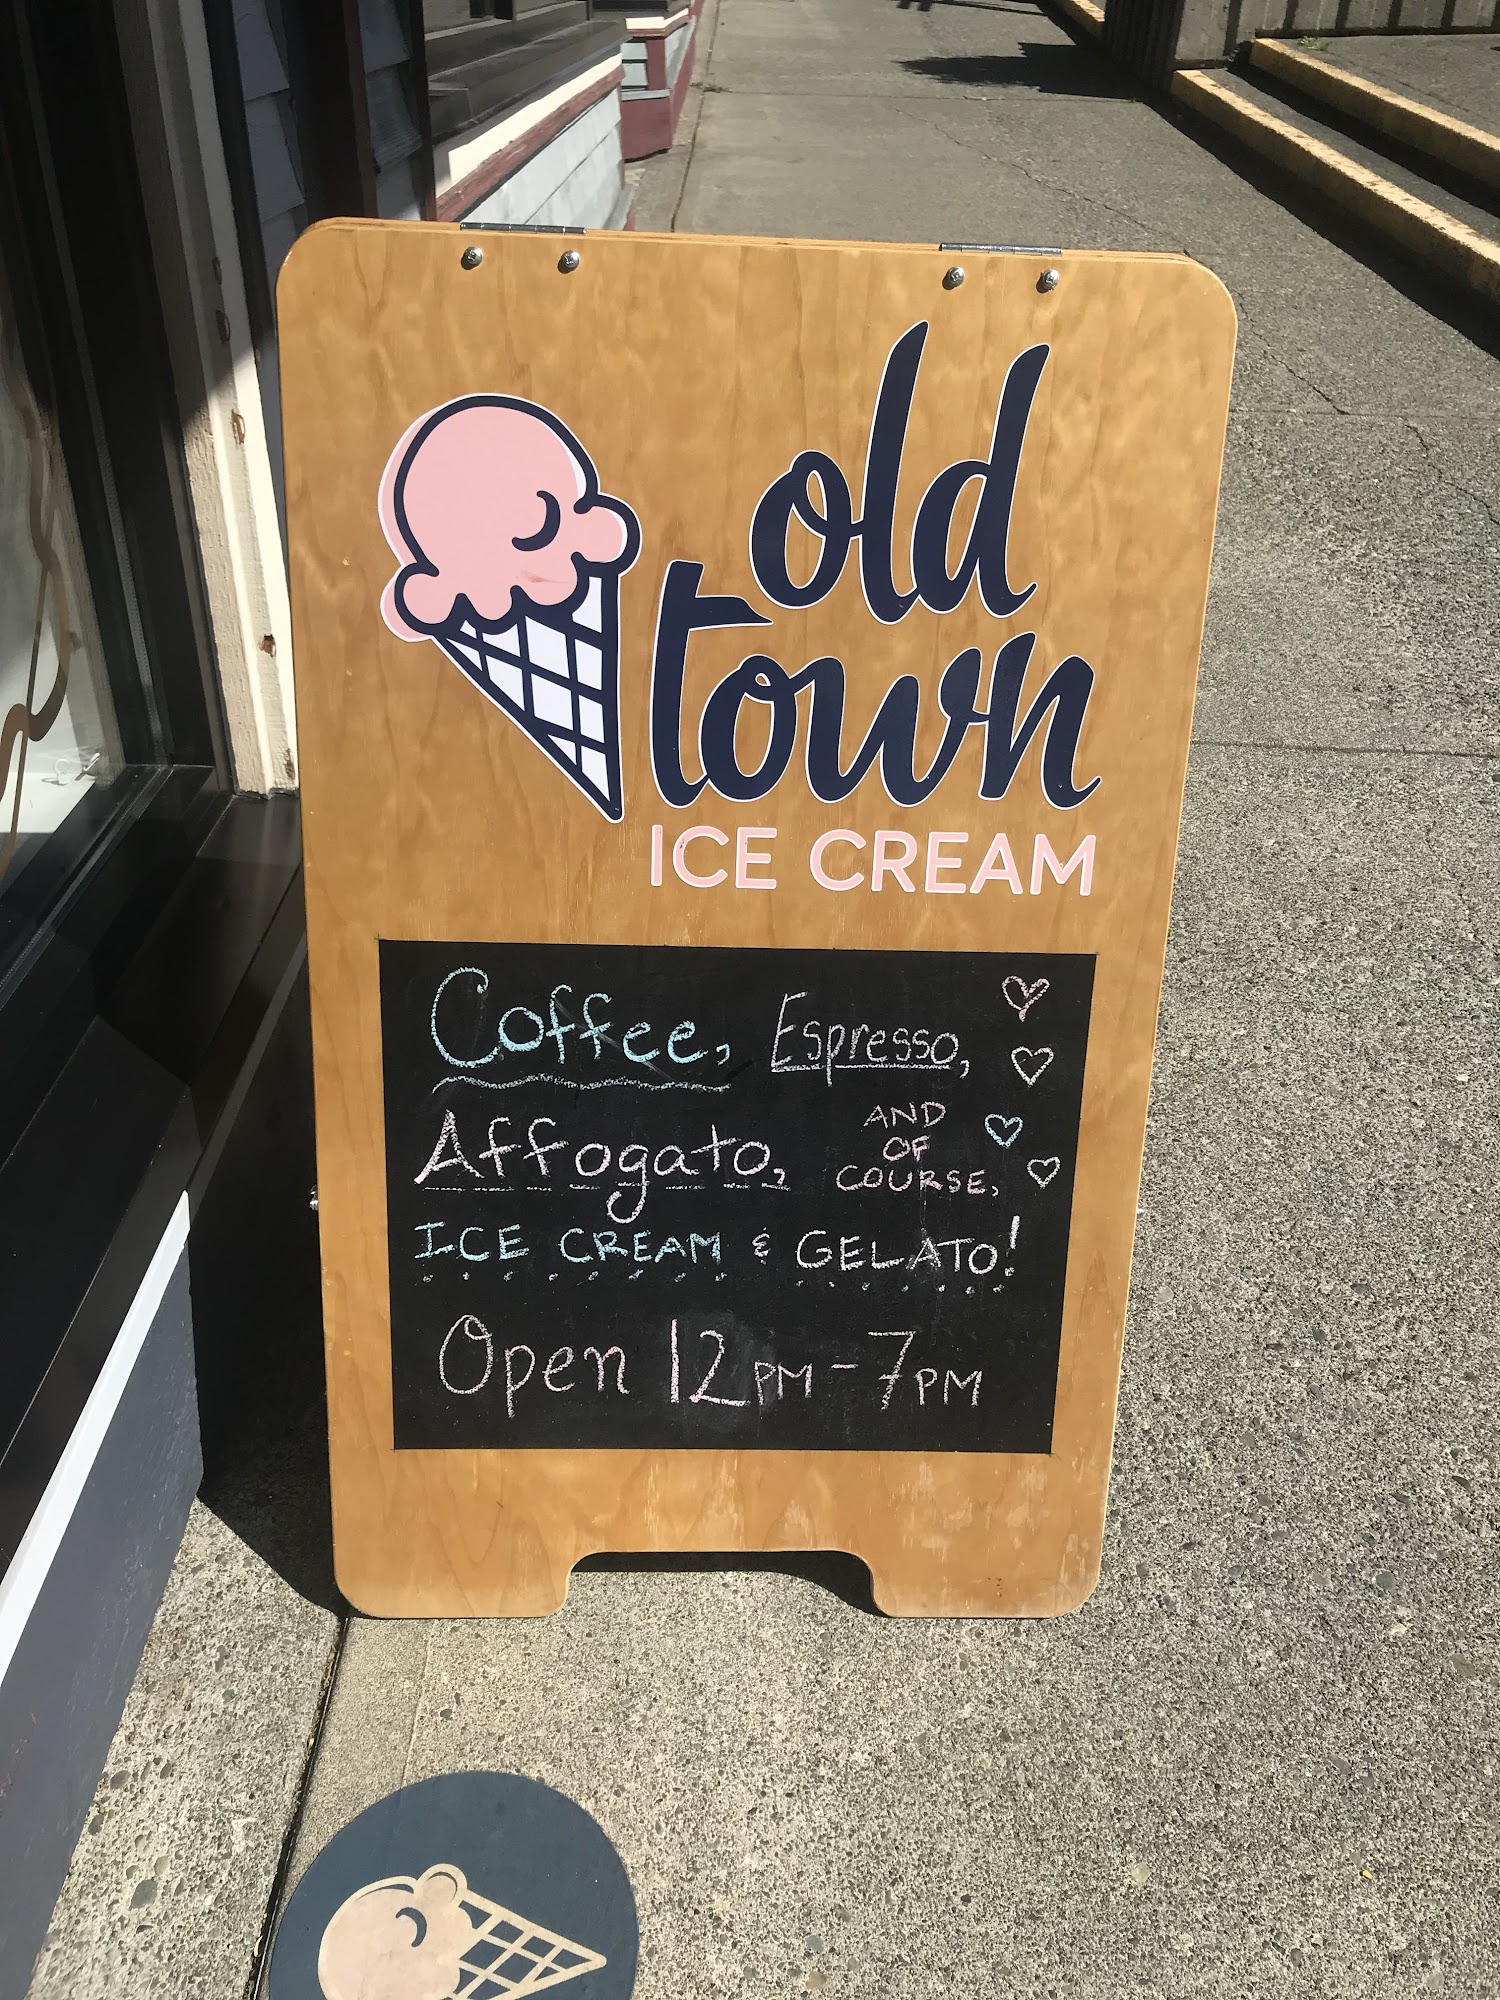 old
town
ICE CREAM
Coffee, Espresso,
Affogato, AND OF COURSE,
ICE CREAM & GELATO!
Open 12PM - 7PM